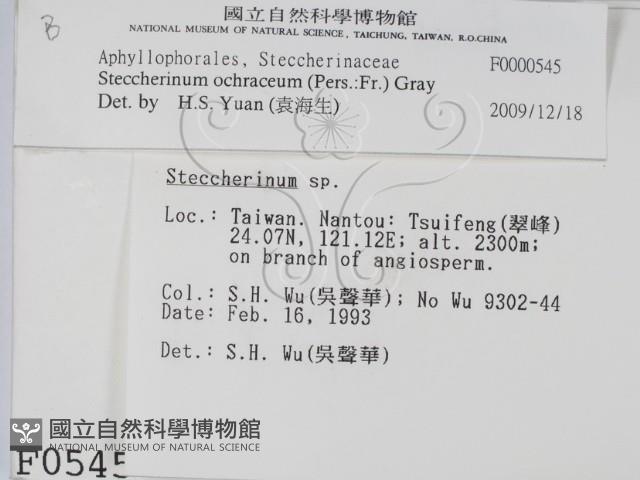 B
國立自然科學博物館
NATIONAL MUSEUM OF NATURAL SCIENCE, TAICHUNG, TAIWAN, R.O.CHINA
Aphyllophorales, Steccherinaceae F0000545
Steccherinum ochraceum (Pers.:Fr.) Gray
Det. by H.S. Yuan (袁海生) 2009/12/18
Steccherinum sp.
Loc.: Taiwan. Nantou: Tsuifeng(翠峰)
24.07N, 121.12E; alt. 2300m;
on branch of angiosperm.
Col.: S.H. Wu(吳聲華); No Wu 9302-44
Date: Feb. 16, 1993
Det.: S.H. Wu(吳聲華)
國立自然科學博物館
NATIONAL MUSEUM OF NATURAL SCIENCE
F0545